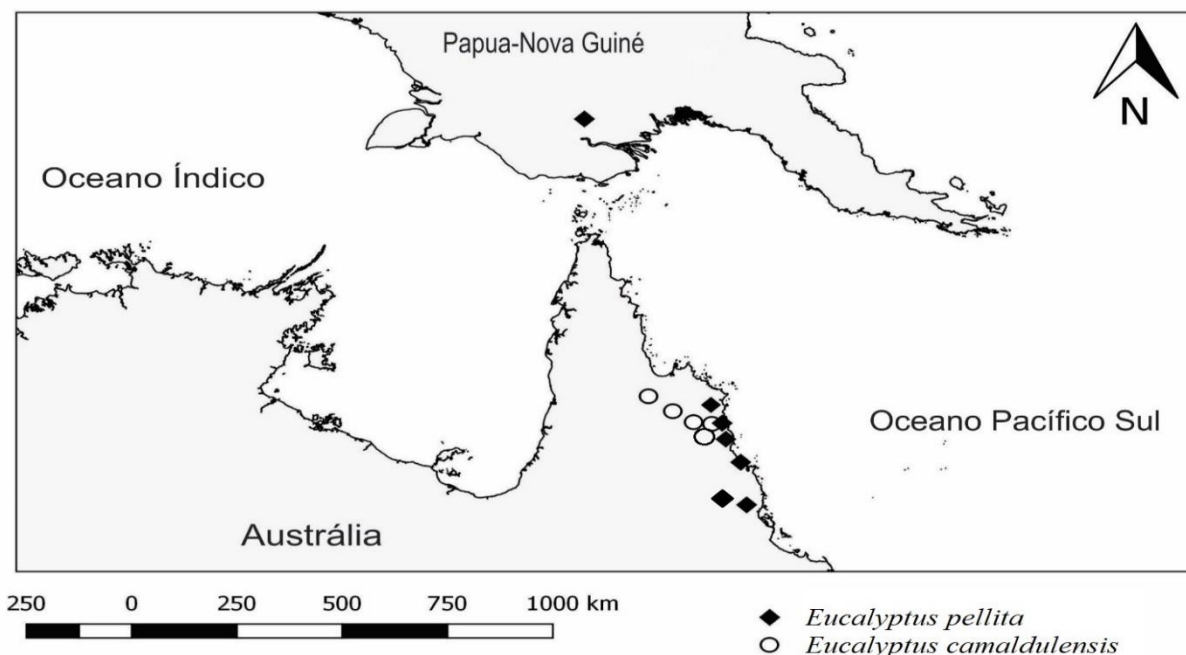 Papua-Nova Guiné
N
Oceano Índico
Oceano Pacífico Sul
Austrália
250 0 250 500 750 1000 km
Eucalyptus pellita
Eucalyptus camaldulensis